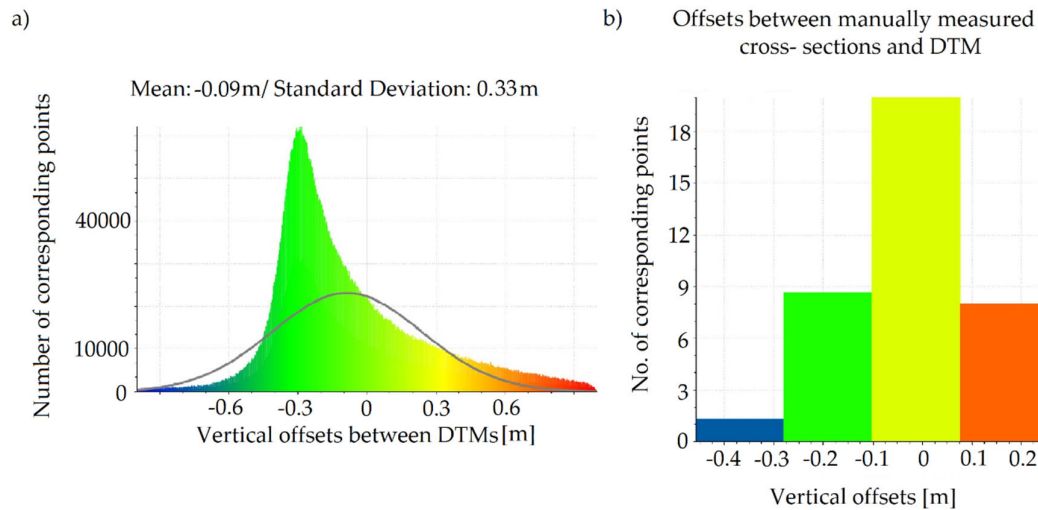 a)
Mean: -0.09m/ Standard Deviation: 0.33m
Number of corresponding points
40000
10000
0
-0.6
-0.3
0
0.3
0.6
Vertical offsets between DTMs[m]
b)
Offsets between manually measured
cross- sections and DTM
No. of corresponding points
18
15
12
9
6
3
0
-0.4
-0.3
-0.2
-0.1
0
0.1
0.2
Vertical offsets [m]